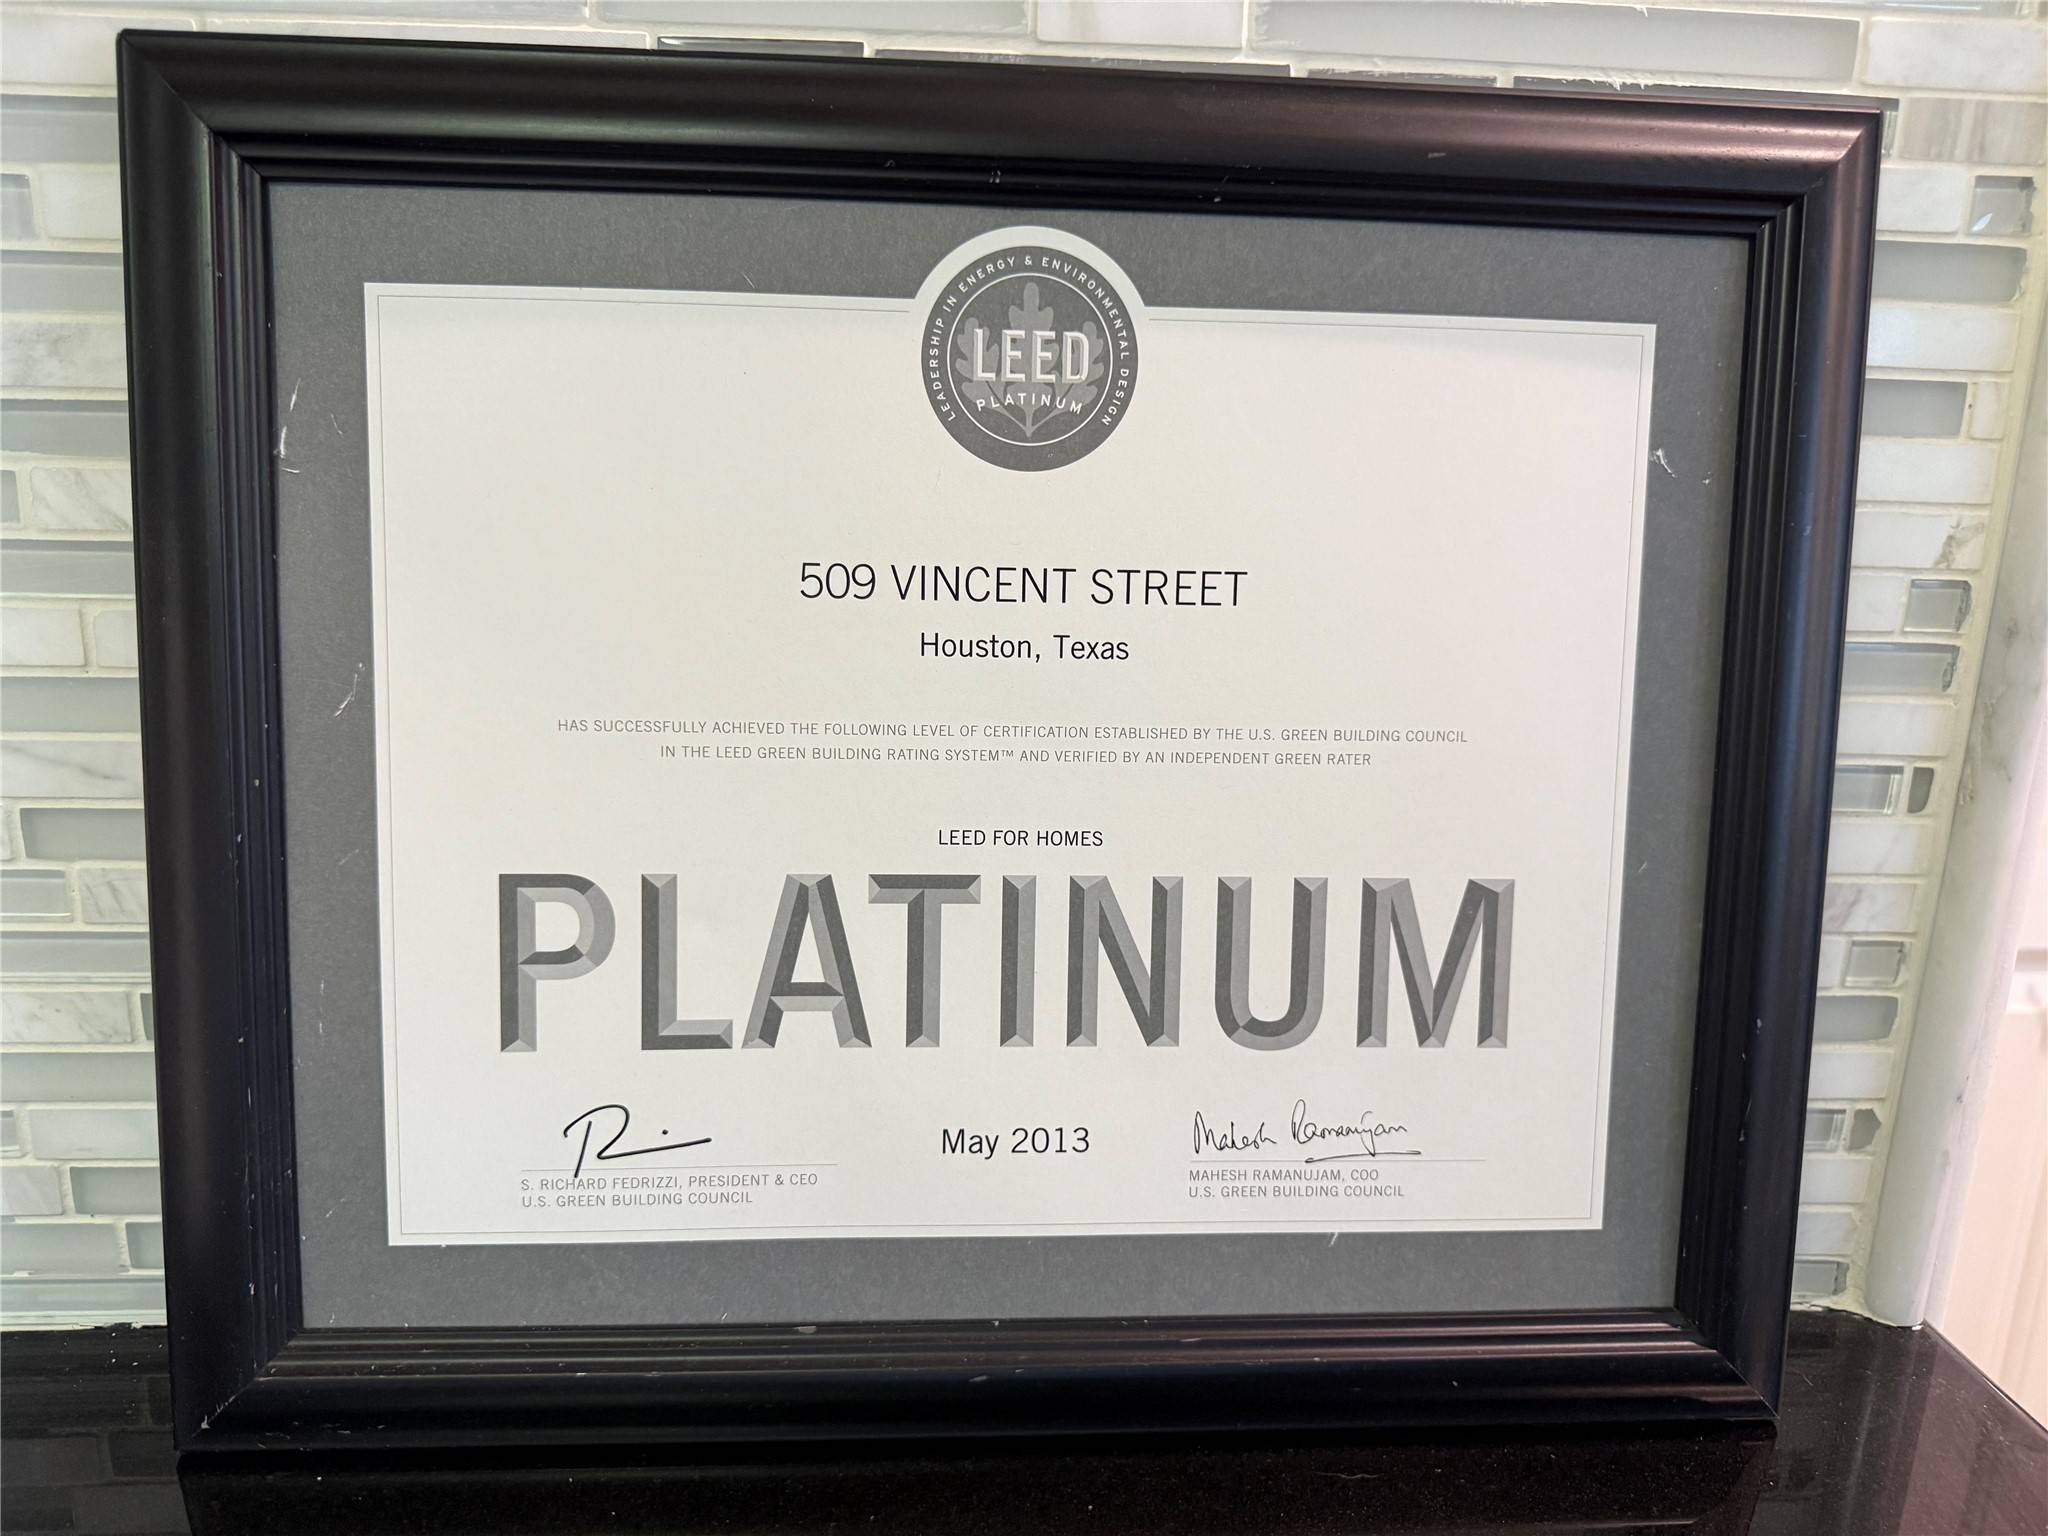 LEADERSHIP IN ENERGY & ENVIRONMENTAL DESIGN
LEED
PLATINUM
509 VINCENT STREET
Houston, Texas
HAS SUCCESSFULLY ACHIEVED THE FOLLOWING LEVEL OF CERTIFICATION ESTABLISHED BY THE U.S. GREEN BUILDING COUNCIL
IN THE LEED GREEN BUILDING RATING SYSTEM™ AND VERIFIED BY AN INDEPENDENT GREEN RATER
LEED FOR HOMES
PLATINUM
May 2013
Mahesh Ramanujam
S. RICHARD FEDRIZZI, PRESIDENT & CEO
U.S. GREEN BUILDING COUNCIL
MAHESH RAMANUJAM, COO
U.S. GREEN BUILDING COUNCIL